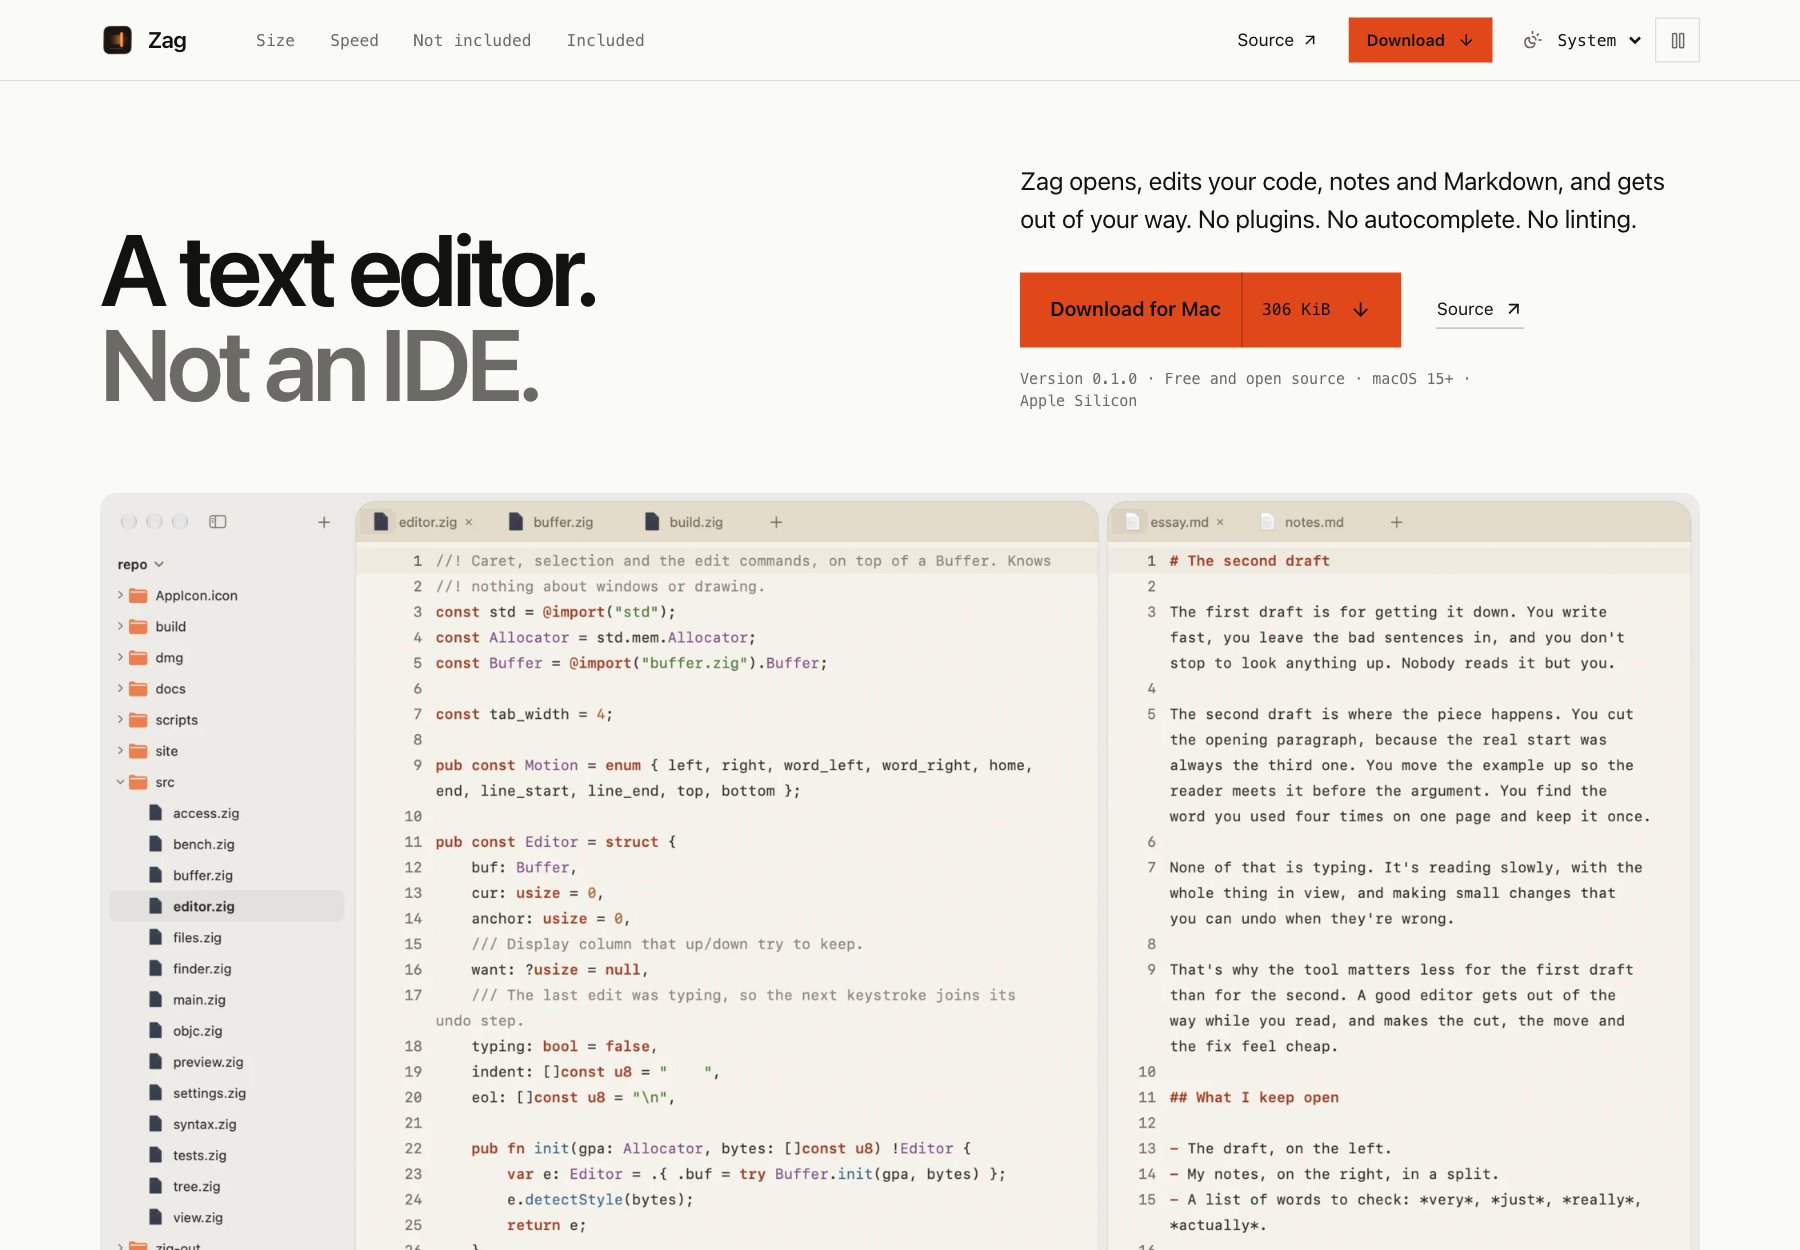 Zag
Size
Speed
Not included
Included
Source ↗
Download ↓
System
A text editor.
Not an IDE.
Zag opens, edits your code, notes and Markdown, and gets
out of your way. No plugins. No autocomplete. No linting.
Download for Mac
306 KiB ↓
Source ↗
Version 0.1.0 · Free and open source · macOS 15+ ·
Apple Silicon
repo
AppIcon.icon
build
dmg
docs
scripts
site
src
access.zig
bench.zig
buffer.zig
editor.zig
files.zig
finder.zig
main.zig
objc.zig
preview.zig
settings.zig
syntax.zig
tests.zig
tree.zig
view.zig
zig-out
editor.zig ×
buffer.zig
build.zig
+
1 //! Caret, selection and the edit commands, on top of a Buffer. Knows
2 //! nothing about windows or drawing.
3 const std = @import("std");
4 const Allocator = std.mem.Allocator;
5 const Buffer = @import("buffer.zig").Buffer;
6
7 const tab_width = 4;
8
9 pub const Motion = enum { left, right, word_left, word_right, home,
end, line_start, line_end, top, bottom };
10
11 pub const Editor = struct {
12     buf: Buffer,
13     cur: usize = 0,
14     anchor: usize = 0,
15     /// Display column that up/down try to keep.
16     want: ?usize = null,
17     /// The last edit was typing, so the next keystroke joins its
undo step.
18     typing: bool = false,
19     indent: []const u8 = "    ",
20     eol: []const u8 = "\n",
21
22     pub fn init(gpa: Allocator, bytes: []const u8) !Editor {
23         var e: Editor = .{ .buf = try Buffer.init(gpa, bytes) };
24         e.detectStyle(bytes);
25         return e;
26     }
essay.md ×
notes.md
+
1 # The second draft
2
3 The first draft is for getting it down. You write
fast, you leave the bad sentences in, and you don't
stop to look anything up. Nobody reads it but you.
4
5 The second draft is where the piece happens. You cut
the opening paragraph, because the real start was
always the third one. You move the example up so the
reader meets it before the argument. You find the
word you used four times on one page and keep it once.
6
7 None of that is typing. It's reading slowly, with the
whole thing in view, and making small changes that
you can undo when they're wrong.
8
9 That's why the tool matters less for the first draft
than for the second. A good editor gets out of the
way while you read, and makes the cut, the move and
the fix feel cheap.
10
11 ## What I keep open
12
13 - The draft, on the left.
14 - My notes, on the right, in a split.
15 - A list of words to check: *very*, *just*, *really*,
*actually*.
16